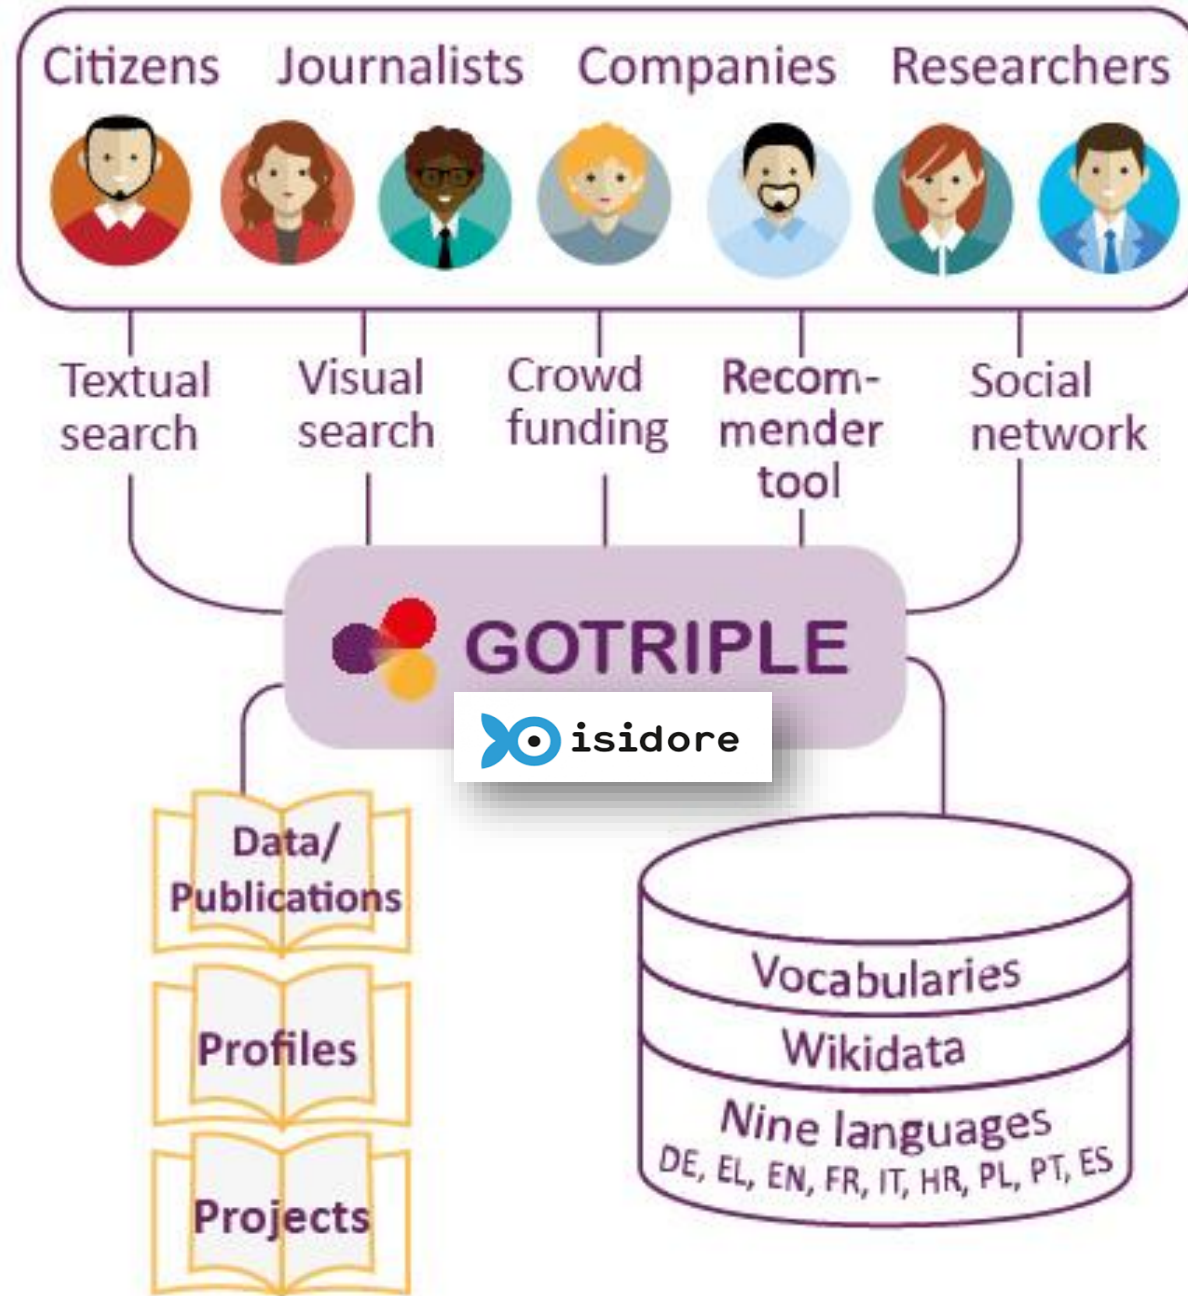 Citizens Journalists Companies Researchers
Textual search
Visual search
Crowd funding
Recom-
mender
tool
Social network
GOTRIPLE
isidore
Data/
Publications
Profiles
Projects
Vocabularies
Wikidata
Nine languages
DE, EL, EN, FR, IT, HR, PL, PT, ES